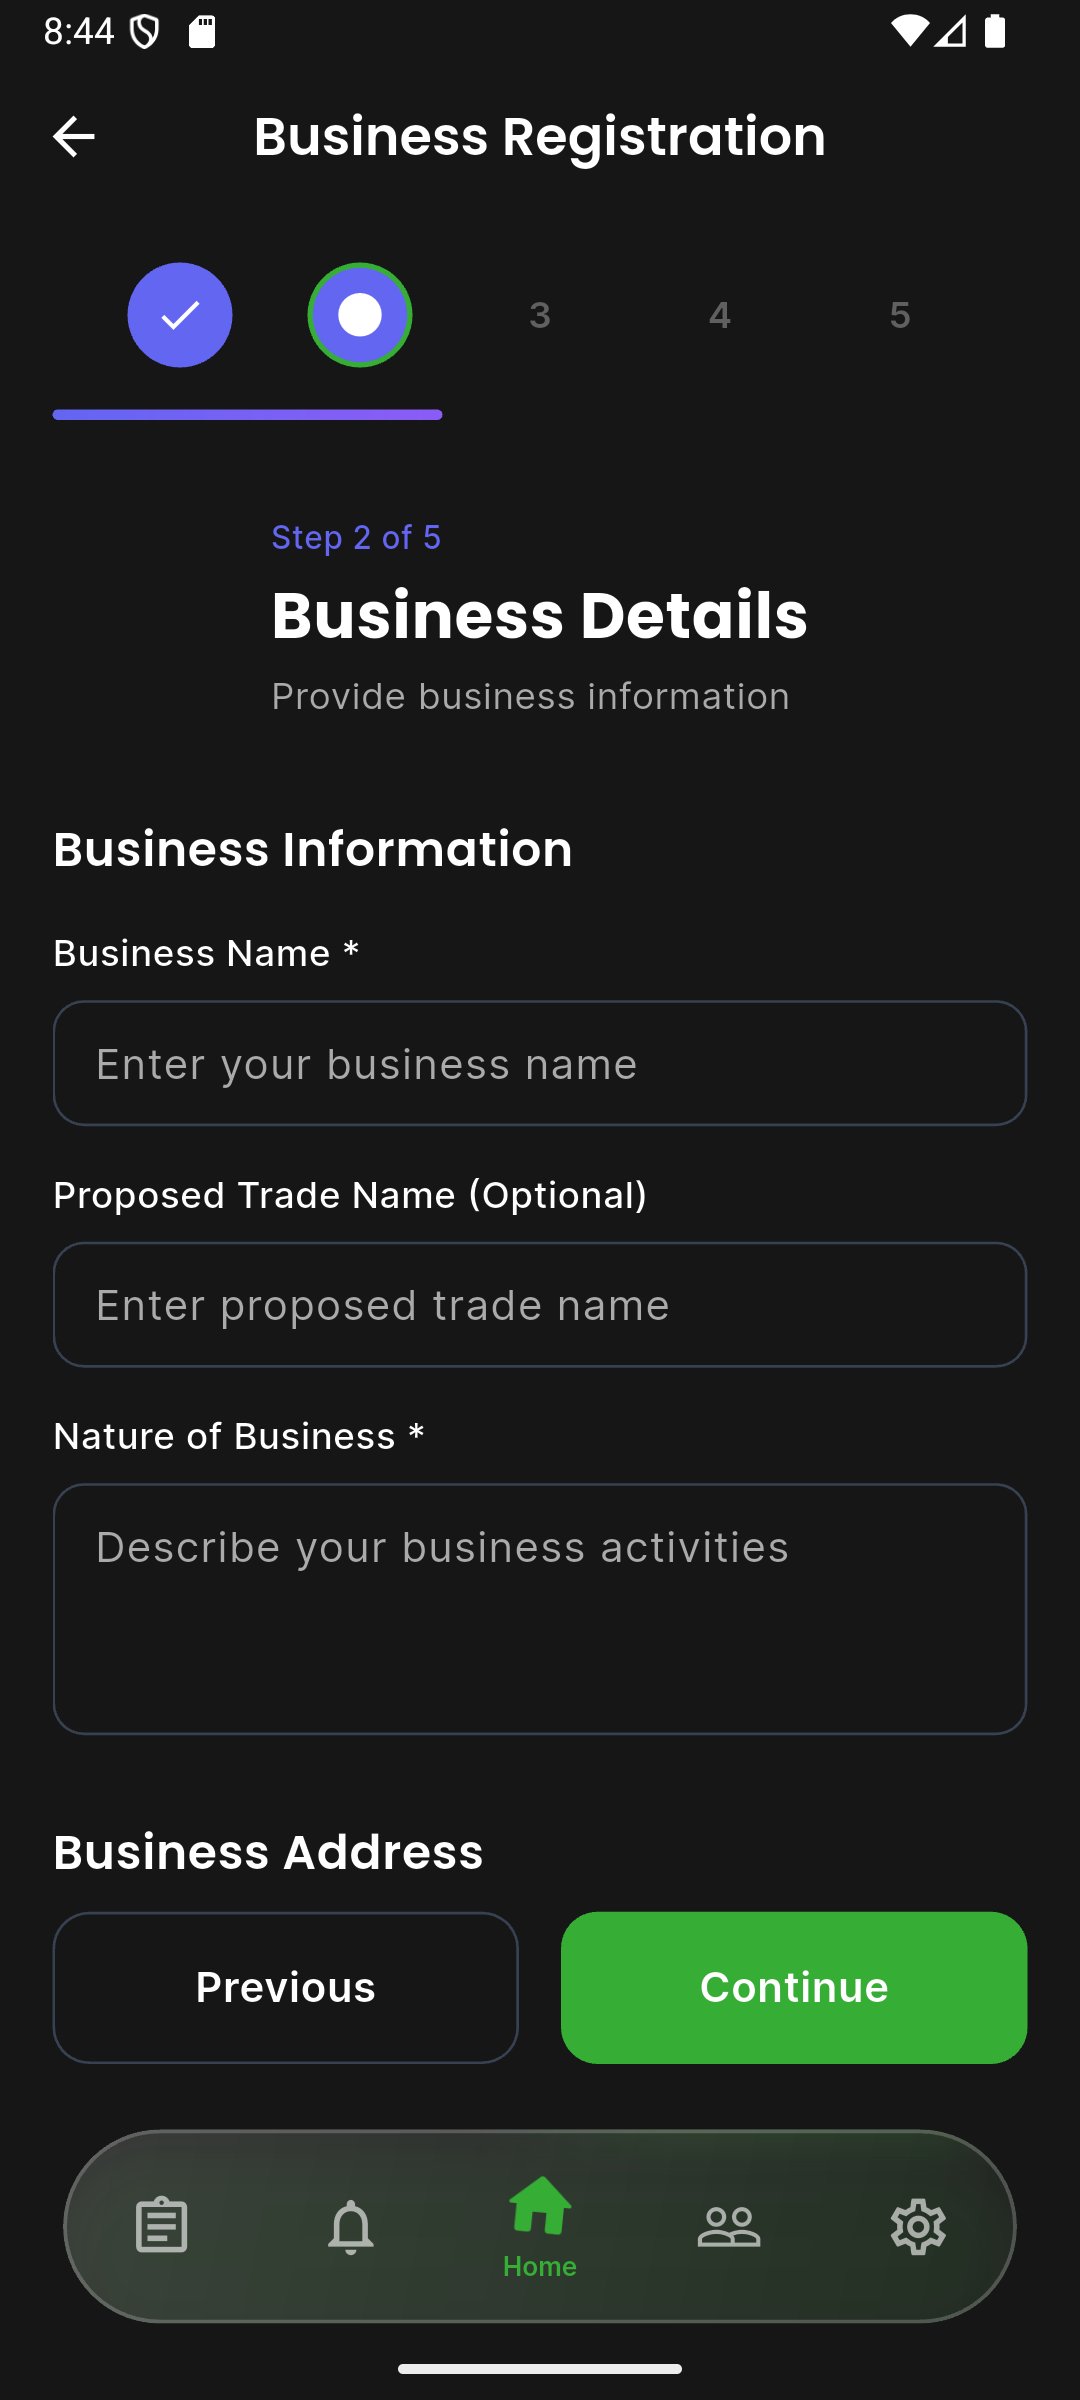 8:44
Business Registration
3 4 5
Step 2 of 5
Business Details
Provide business information
Business Information
Business Name *
Enter your business name
Proposed Trade Name (Optional)
Enter proposed trade name
Nature of Business *
Describe your business activities
Business Address
Previous Continue
Home